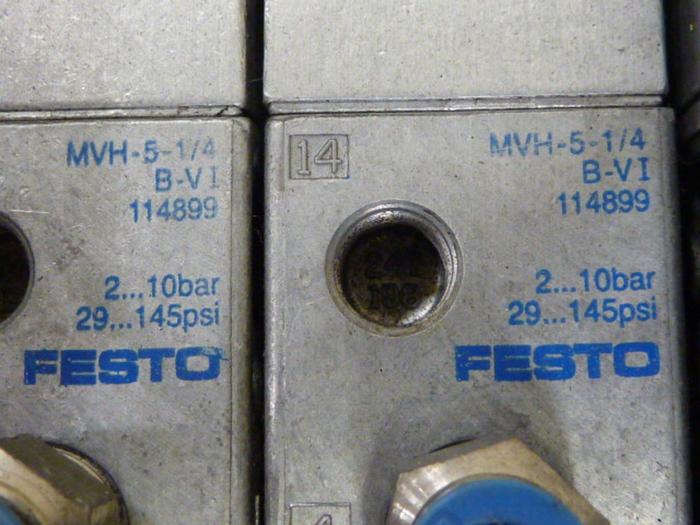 MVH-5-1/4
B-VI
114899
2...10bar
29...145psi
FESTO
14
MVH-5-1/4
B-VI
114899
2...10bar
29...145psi
FESTO
4